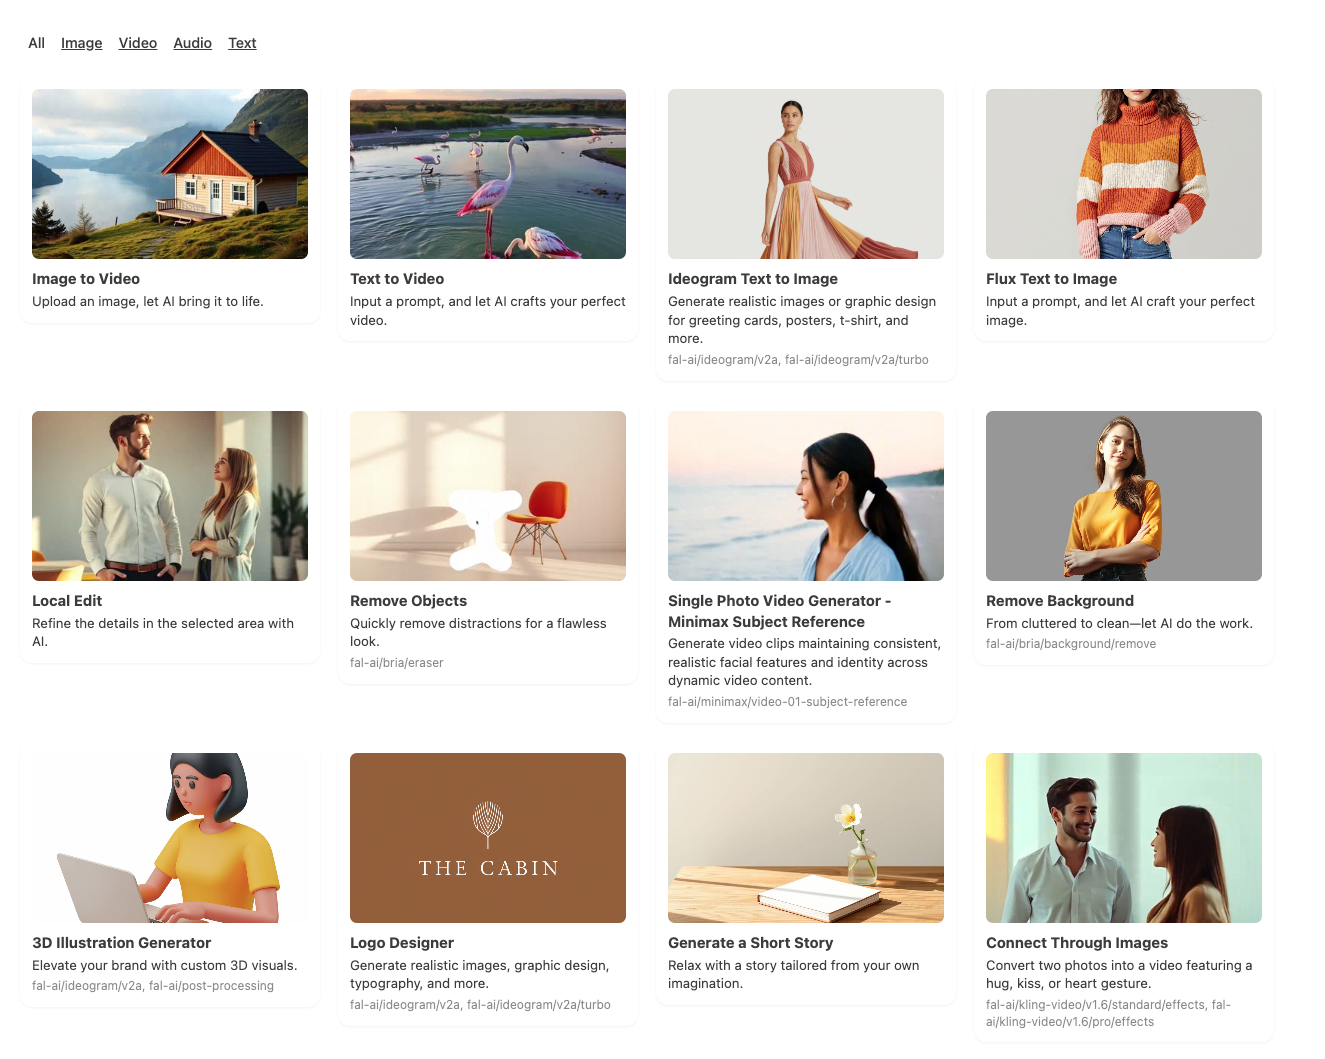 All Image Video Audio Text
Image to Video
Upload an image, let AI bring it to life.
Text to Video
Input a prompt, and let AI crafts your perfect
video.
Ideogram Text to Image
Generate realistic images or graphic design
for greeting cards, posters, t-shirt, and
more.
fal-ai/ideogram/v2a, fal-ai/ideogram/v2a/turbo
Flux Text to Image
Input a prompt, and let AI craft your perfect
image.
Local Edit
Refine the details in the selected area with
AI.
Remove Objects
Quickly remove distractions for a flawless
look.
fal-ai/bria/eraser
Single Photo Video Generator -
Minimax Subject Reference
Generate video clips maintaining consistent,
realistic facial features and identity across
dynamic video content.
fal-ai/minimax/video-01-subject-reference
Remove Background
From cluttered to clean—let AI do the work.
fal-ai/bria/background/remove
3D Illustration Generator
Elevate your brand with custom 3D visuals.
fal-ai/ideogram/v2a, fal-ai/post-processing
THE CABIN
Logo Designer
Generate realistic images, graphic design,
typography, and more.
fal-ai/ideogram/v2a, fal-ai/ideogram/v2a/turbo
Generate a Short Story
Relax with a story tailored from your own
imagination.
Connect Through Images
Convert two photos into a video featuring a
hug, kiss, or heart gesture.
fal-ai/kling-video/v1.6/standard/effects, fal-
ai/kling-video/v1.6/pro/effects